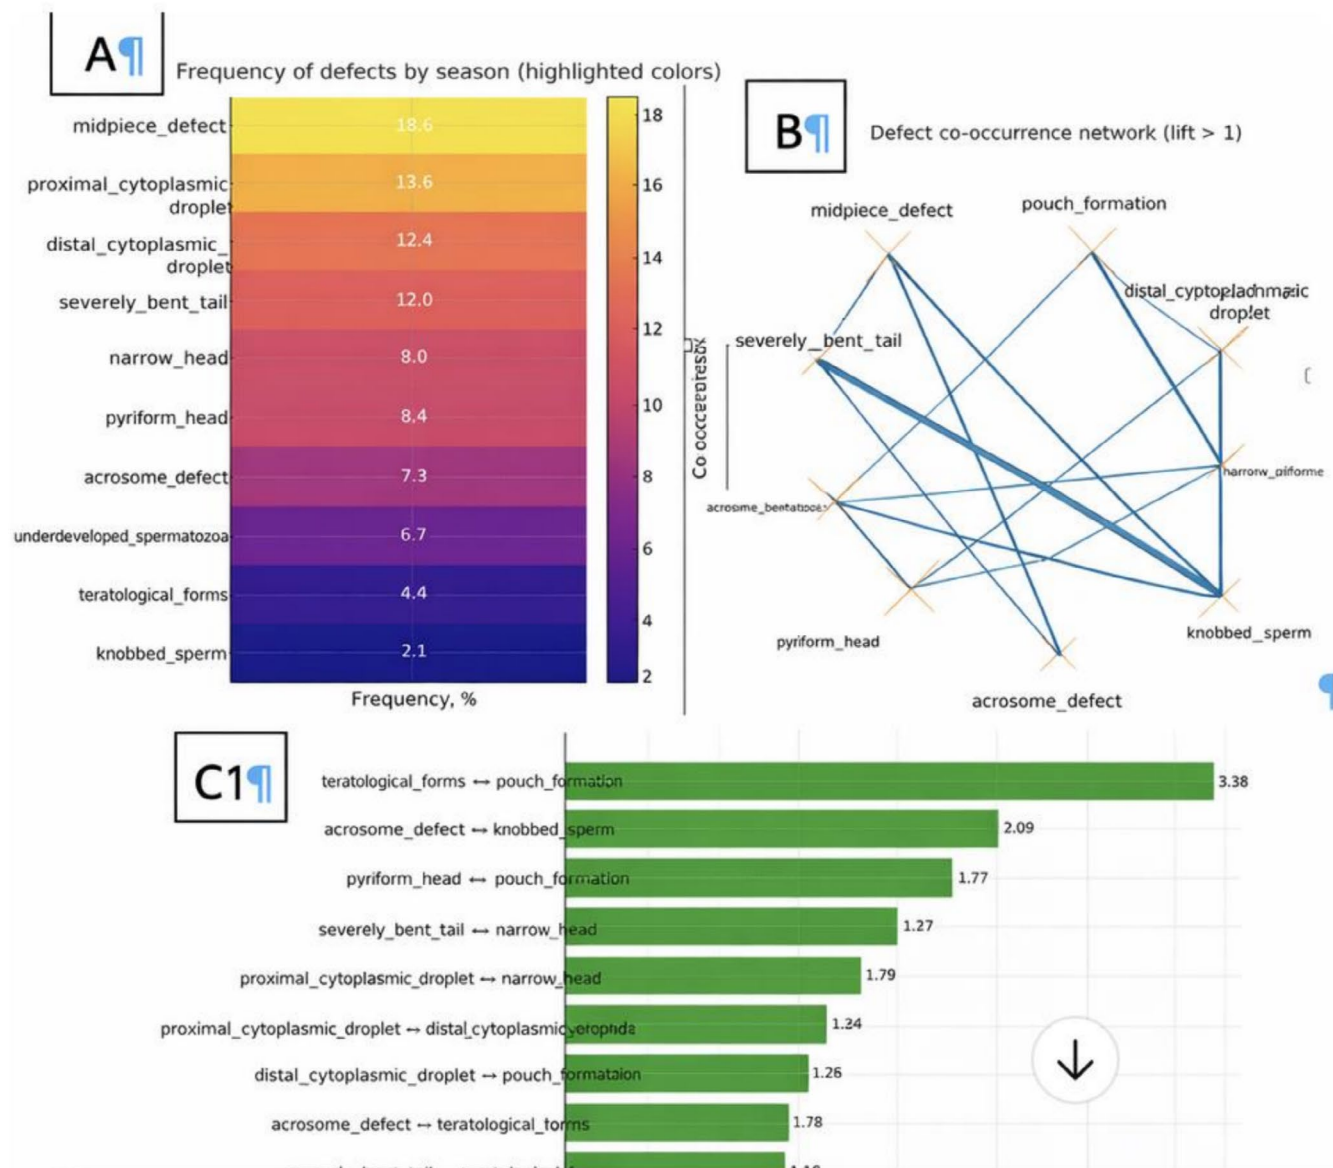 A¶
Frequency of defects by season (highlighted colors)
midpiece_defect
18.6
proximal_cytoplasmic
droplet
13.6
distal_cytoplasmic_
droplet
12.4
severely_bent_tail
12.0
narrow_head
8.0
pyriform_head
8.4
acrosome_defect
7.3
underdeveloped_spermatozoa
6.7
teratological_forms
4.4
knobbed_sperm
2.1
Frequency, %
18
16
14
12
10
8
6
4
2
B¶
Defect co-occurrence network (lift > 1)
midpiece_defect
pouch_formation
droplet
severely_bent_tail
pyriform_head
knobbed_sperm
acrosome_defect
¶
C1¶
teratological_forms ↔ pouch_formation
3.38
acrosome_defect ↔ knobbed_sperm
2.09
pyriform_head ↔ pouch_formation
1.77
severely_bent_tail ↔ narrow_head
1.27
proximal_cytoplasmic_droplet ↔ narrow_head
1.79
proximal_cytoplasmic_droplet ↔
1.24
distal_cytoplasmic_droplet ↔ pouch_formataion
1.26
acrosome_defect ↔ teratological_forms
1.78